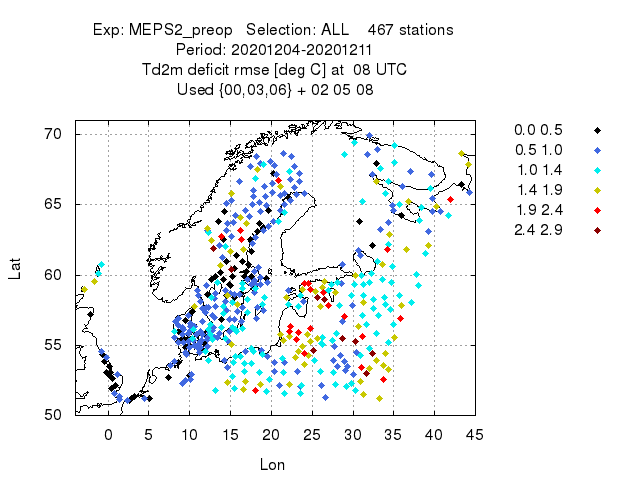 Exp: MEPS2_preop Selection: ALL 467 stations
Period: 20201204-20201211
Td2m deficit rmse [deg C] at 08 UTC
Used {00,03,06} + 02 05 08
0.0 0.5
0.5 1.0
1.0 1.4
1.4 1.9
1.9 2.4
2.4 2.9
70
65
60
55
50
Lat
0 5 10 15 20 25 30 35 40 45
Lon